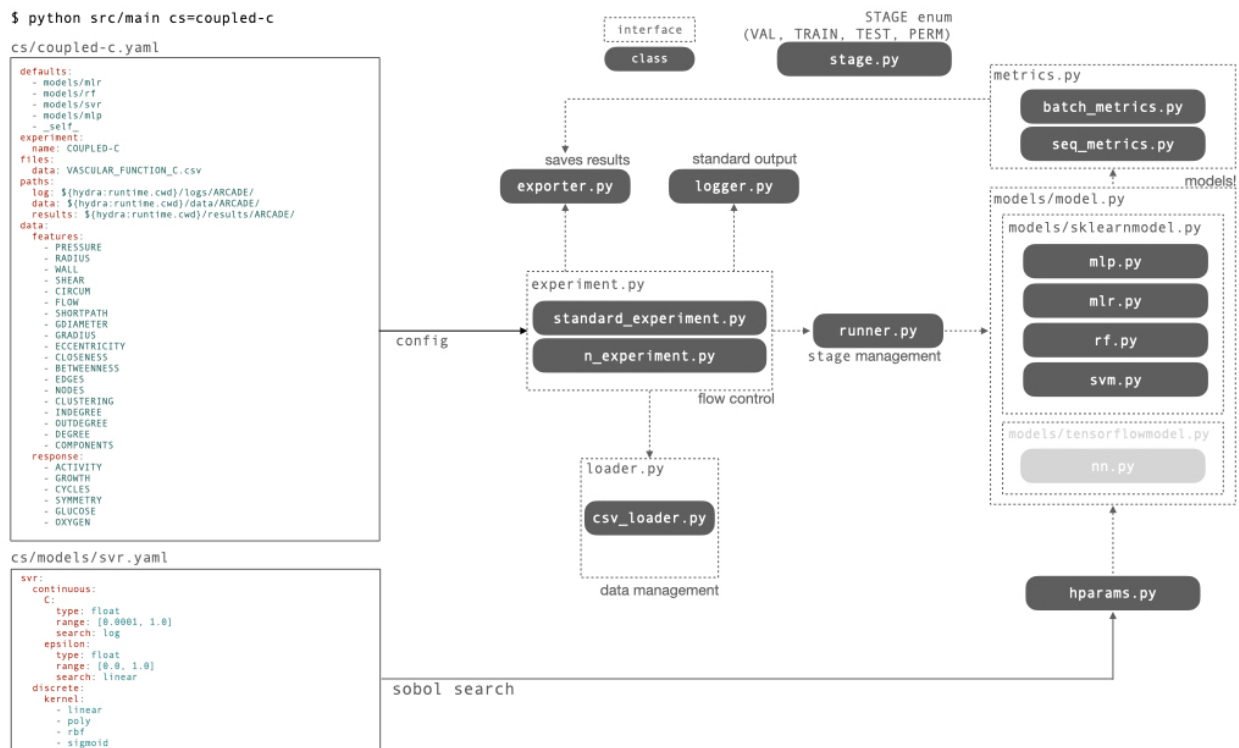 $ python src/main cs=coupled-c
cs/coupled-c.yaml
defaults:
- models/mlr
- models/rf
- models/svr
- models/mlp
- _self_
experiment:
name: COUPLED-C
files:
data: VASCULAR_FUNCTION_C.csv
paths:
log: ${hydra:runtime.cwd}/logs/ARCADE/
data: ${hydra:runtime.cwd}/data/ARCADE/
results: ${hydra:runtime.cwd}/results/ARCADE/
data:
features:
- PRESSURE
- RADIUS
- WALL
- SHEAR
- CIRCUM
- FLOW
- SHORTPATH
- GDIAMETER
- GRADIUS
- ECCENTRICITY
- CLOSENESS
- BETWEENNESS
- EDGES
- NODES
- CLUSTERING
- INDEGREE
- OUTDEGREE
- DEGREE
- COMPONENTS
response:
- ACTIVITY
- GROWTH
- CYCLES
- SYMMETRY
- GLUCOSE
- OXYGEN
cs/models/svr.yaml
svr:
continuous:
C:
type: float
range: [0.0001, 1.0]
search: log
epsilon:
type: float
range: [0.0, 1.0]
search: linear
discrete:
kernel:
- linear
- poly
- rbf
- sigmoid
config
sobol search
interface
class
STAGE enum
(VAL, TRAIN, TEST, PERM)
stage.py
saves results
exporter.py
standard output
logger.py
experiment.py
standard_experiment.py
n_experiment.py
flow control
loader.py
csv_loader.py
data management
runner.py
stage management
metrics.py
batch_metrics.py
seq_metrics.py
models!
models/model.py
models/sklearnmodel.py
mlp.py
mlr.py
rf.py
svm.py
models/tensorflowmodel.py
nn.py
hparams.py